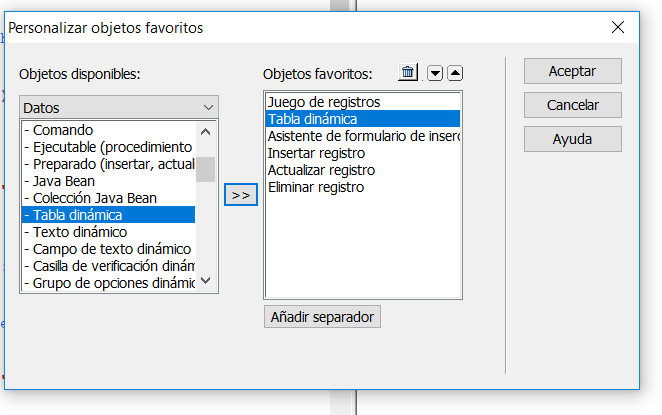 Personalizar objetos favoritos
Objetos disponibles:
Datos
- Comando
- Ejecutable (procedimiento
- Preparado (insertar, actual
- Java Bean
- Colección Java Bean
- Tabla dinámica
- Texto dinámico
- Campo de texto dinámico
- Casilla de verificación dinám
- Grupo de opciones dinámic
>>
Objetos favoritos:
Juego de registros
Tabla dinámica
Asistente de formulario de inserc
Insertar registro
Actualizar registro
Eliminar registro
Añadir separador
Aceptar
Cancelar
Ayuda